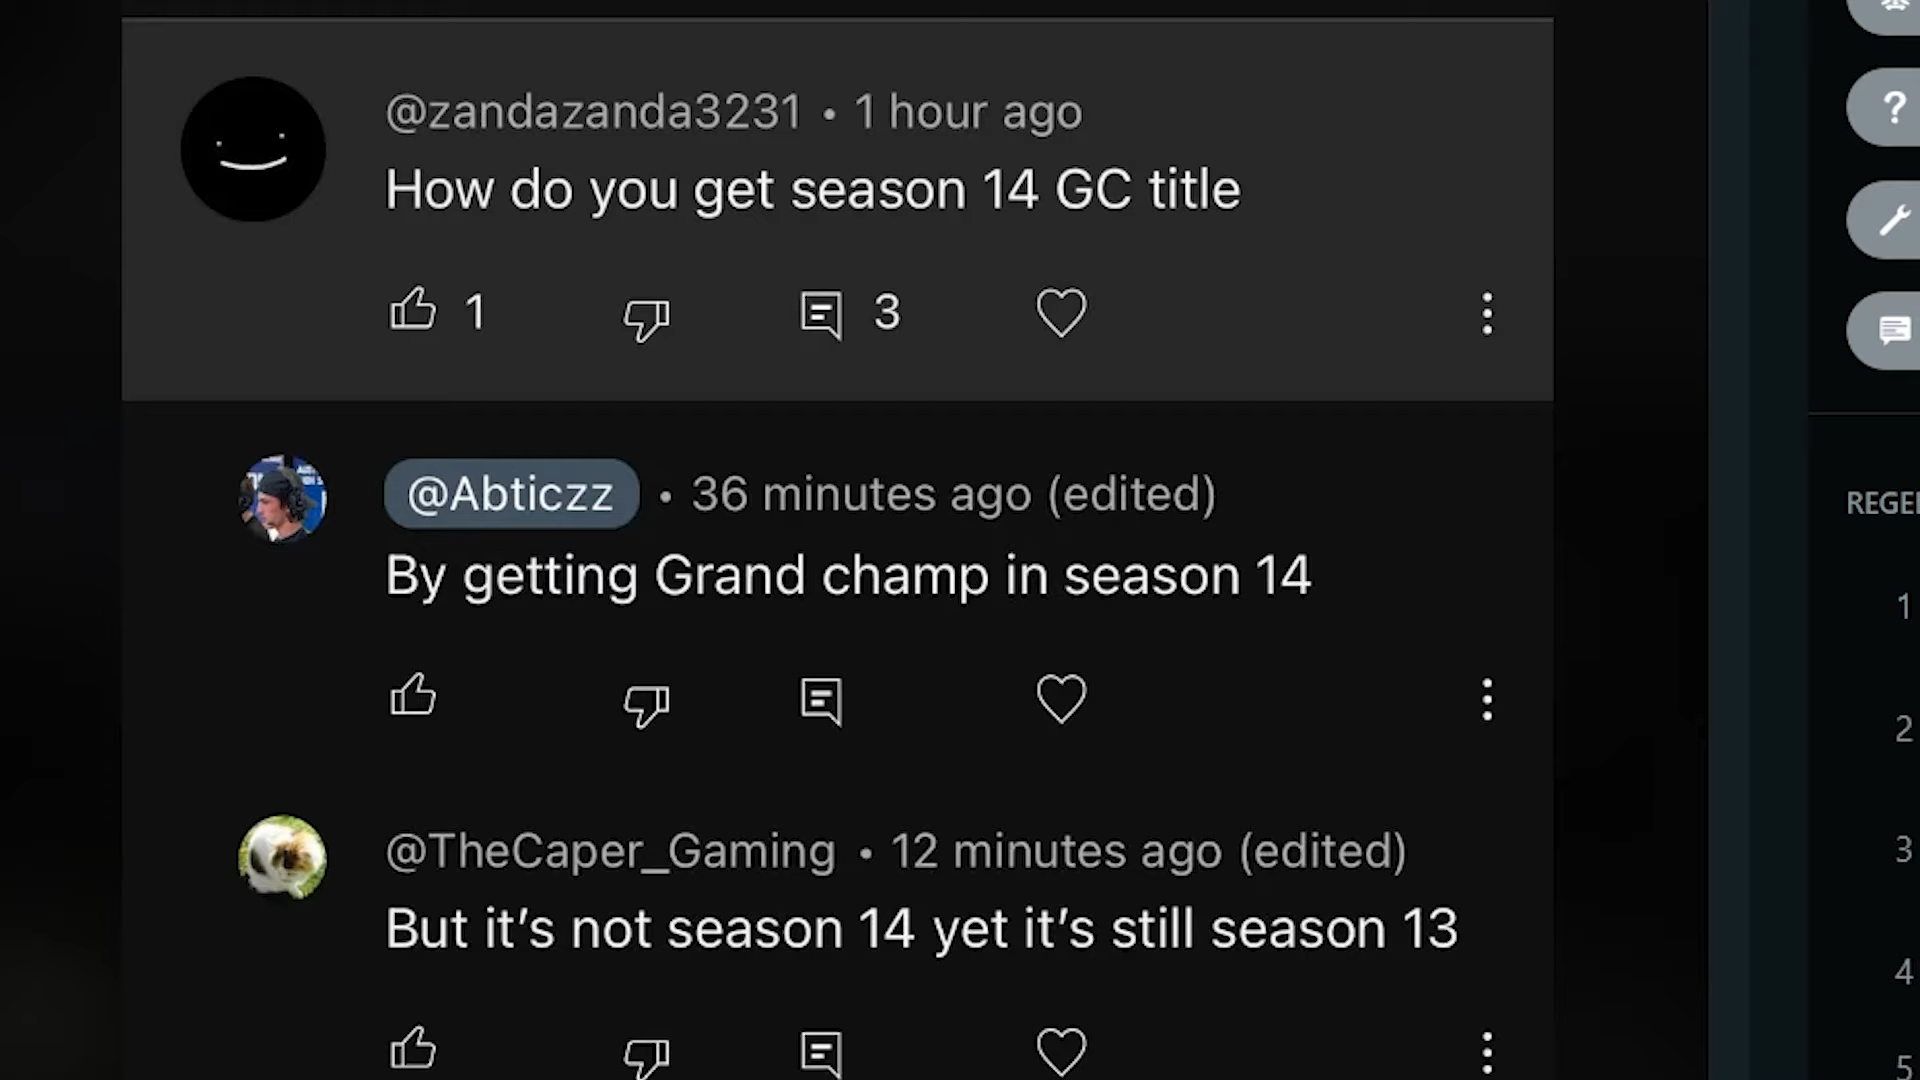 @zandazanda3231 • 1 hour ago
How do you get season 14 GC title
1
3
@Abticzz • 36 minutes ago (edited)
By getting Grand champ in season 14
@TheCaper_Gaming • 12 minutes ago (edited)
But it’s not season 14 yet it’s still season 13
?
1
2
3
4
5